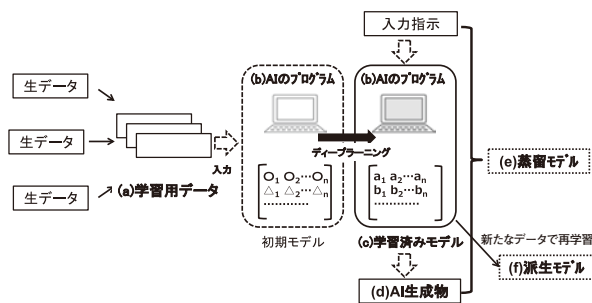 入力指示
生データ
生データ
生データ
(a)学習用データ
入力
(b)AIのプログラム
(b)AIのプログラム
ディープラーニング
O₁ O₂…Oₙ
△₁ △₂…△ₙ
…………
初期モデル
a₁ a₂…aₙ
b₁ b₂…bₙ
…………
(c)学習済みモデル
(d)AI生成物
(e)蒸留モデル
新たなデータで再学習
(f)派生モデル